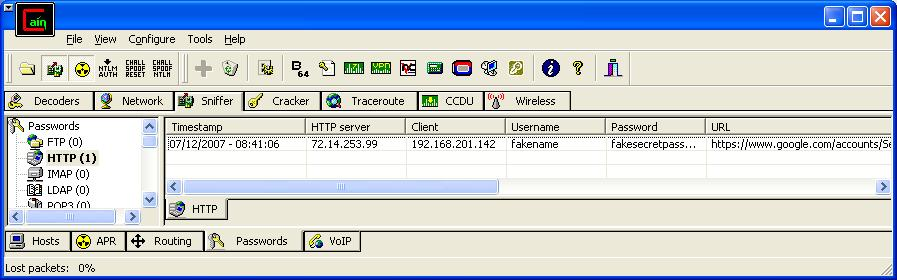 Cain
File View Configure Tools Help
NTLM AUTH CHALL SPOOF RESET CHALL SPOOF NTLM B64
Decoders Network Sniffer Cracker Traceroute CCDU Wireless
Passwords
FTP (0)
HTTP (1)
IMAP (0)
LDAP (0)
POP3 (0)
Timestamp HTTP server Client Username Password URL
07/12/2007 - 08:41:06 72.14.253.99 192.168.201.142 fakename fakesecretpass... https://www.google.com/accounts/Se
HTTP
Hosts APR Routing Passwords VoIP
Lost packets: 0%